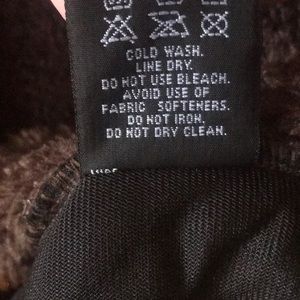 COLD WASH.
LINE DRY.
DO NOT USE BLEACH.
AVOID USE OF
FABRIC SOFTENERS.
DO NOT IRON.
DO NOT DRY CLEAN.